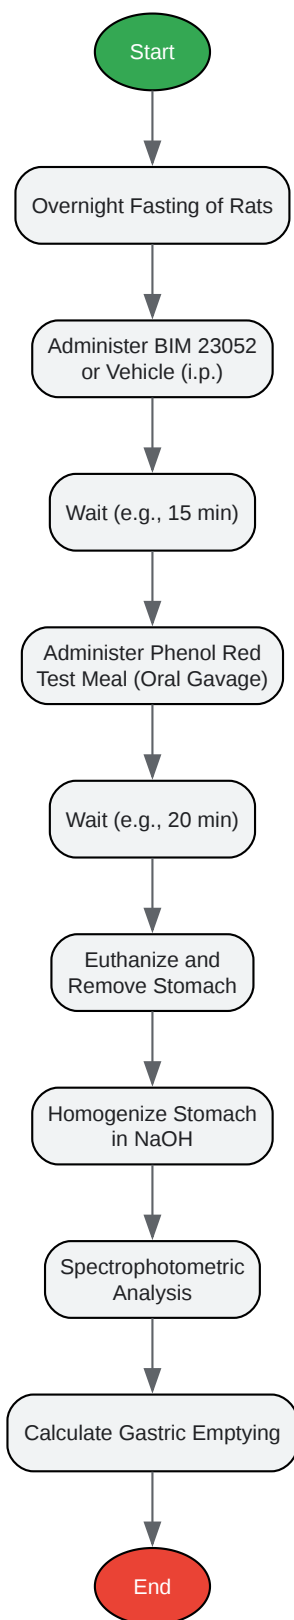 Start
Overnight Fasting of Rats
Administer BIM 23052
or Vehicle (i.p.)
Wait (e.g., 15 min)
Administer Phenol Red
Test Meal (Oral Gavage)
Wait (e.g., 20 min)
Euthanize and
Remove Stomach
Homogenize Stomach
in NaOH
Spectrophotometric
Analysis
Calculate Gastric Emptying
End